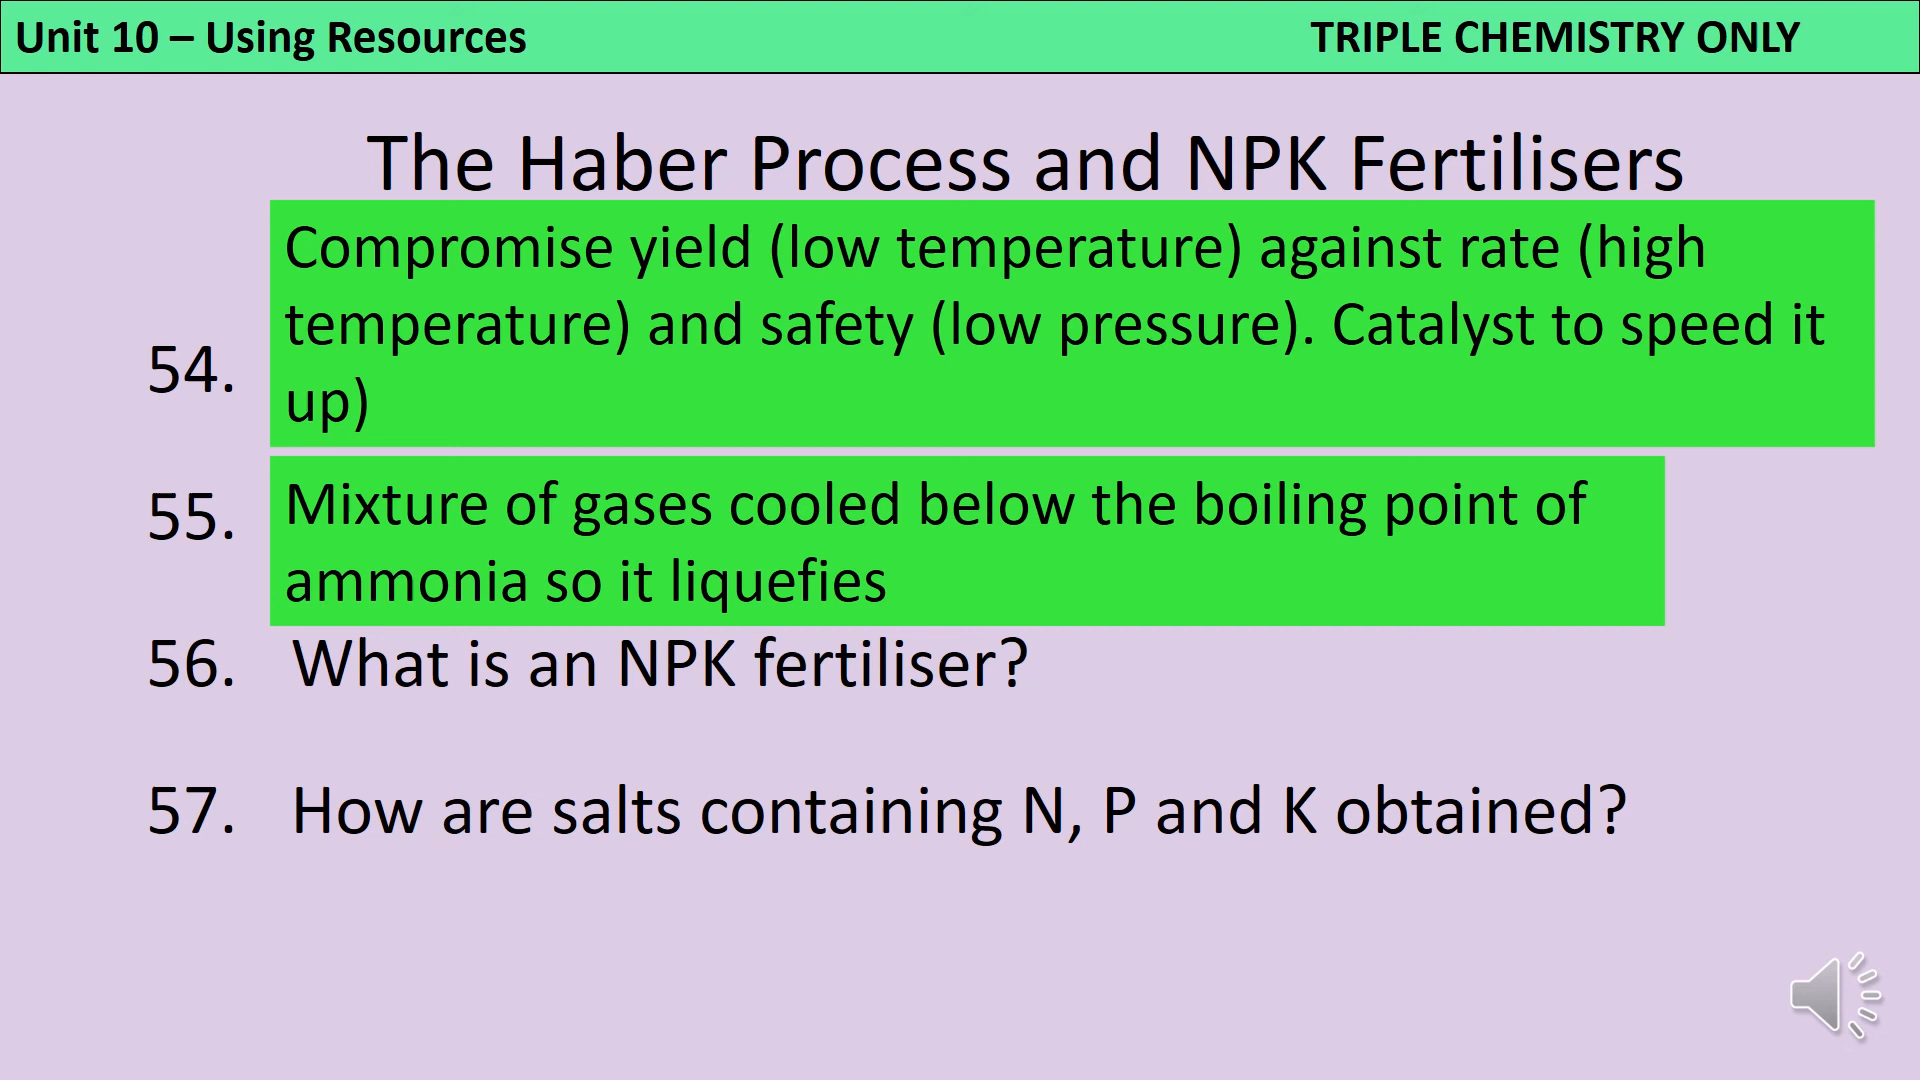 Unit 10 – Using Resources
TRIPLE CHEMISTRY ONLY
The Haber Process and NPK Fertilisers
54.
Compromise yield (low temperature) against rate (high
temperature) and safety (low pressure). Catalyst to speed it
up)
55.
Mixture of gases cooled below the boiling point of
ammonia so it liquefies
56. What is an NPK fertiliser?
57. How are salts containing N, P and K obtained?